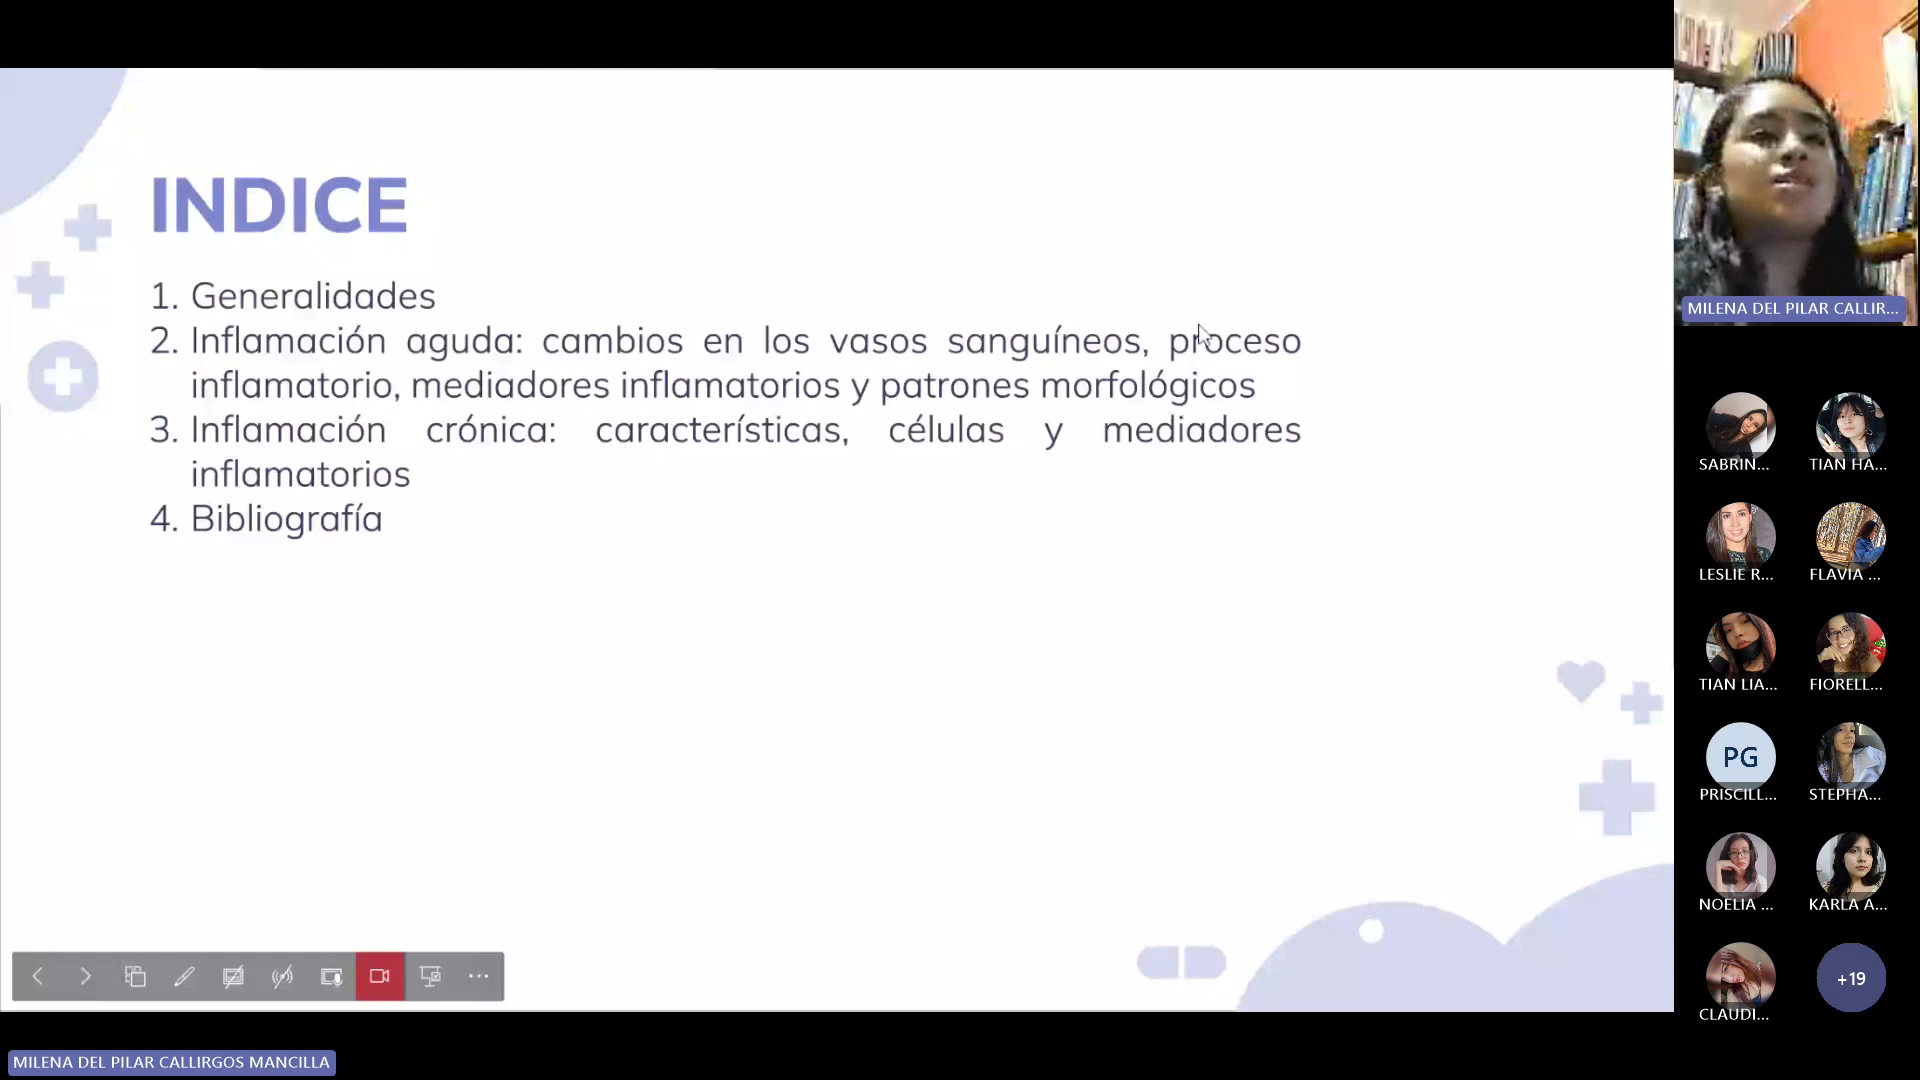 INDICE
1. Generalidades
2. Inflamación aguda: cambios en los vasos sanguíneos, proceso
inflamatorio, mediadores inflamatorios y patrones morfológicos
3. Inflamación crónica: características, células y mediadores
inflamatorios
4. Bibliografía
MILENA DEL PILAR CALLIR...
SABRIN...
TIAN HA...
LESLIE R...
FLAVIA ...
TIAN LIA...
FIORELL...
PG
PRISCILL...
STEPHA...
NOELIA ...
KARLA A...
CLAUDI...
+19
MILENA DEL PILAR CALLIRGOS MANCILLA